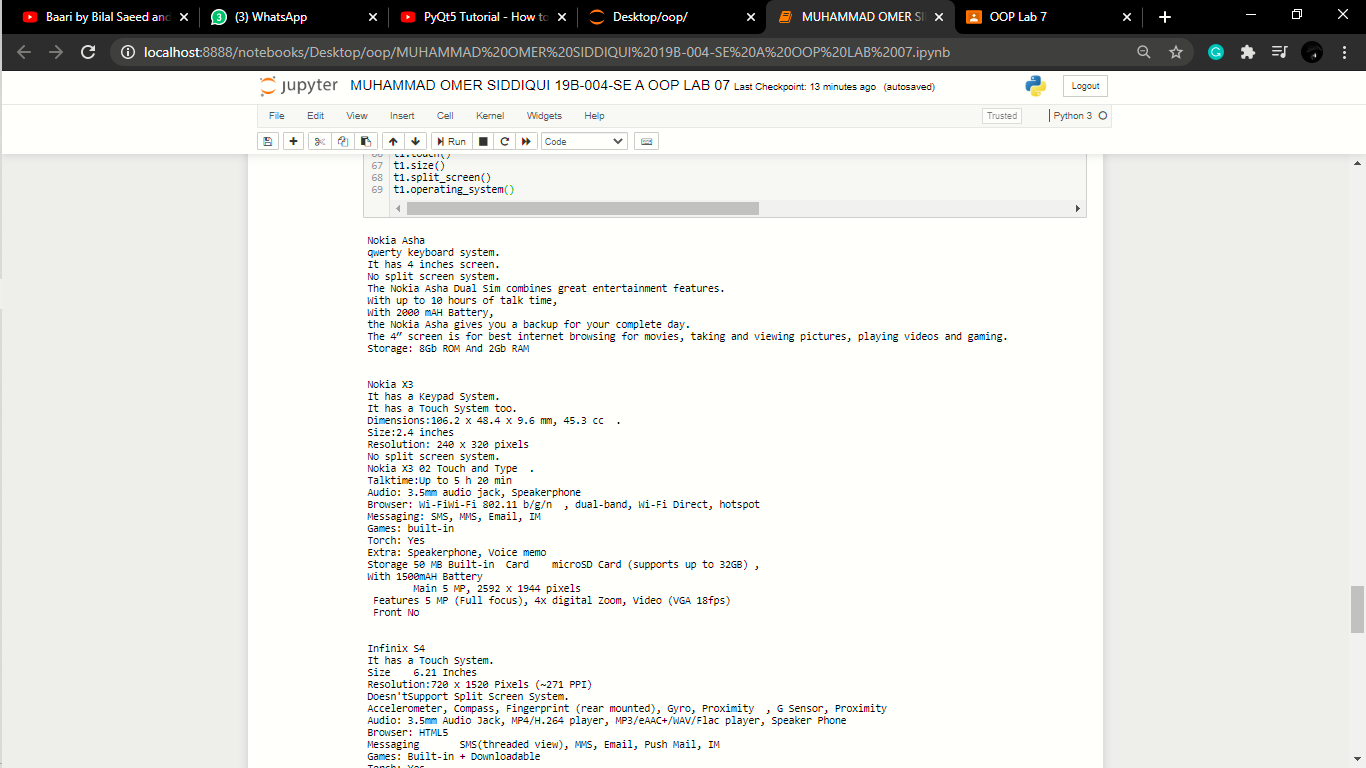 Baari by Bilal Saeed and
(3) WhatsApp
PyQt5 Tutorial - How to
Desktop/oop/
MUHAMMAD OMER SI
OOP Lab 7
localhost:8888/notebooks/Desktop/oop/MUHAMMAD%20OMER%20SIDDIQUI%2019B-004-SE%20A%20OOP%20LAB%2007.ipynb
jupyter MUHAMMAD OMER SIDDIQUI 19B-004-SE A OOP LAB 07 Last Checkpoint: 13 minutes ago (autosaved)
Logout
File Edit View Insert Cell Kernel Widgets Help
Trusted
Python 3
Run
Code
66 t1.touch()
67 t1.size()
68 t1.split_screen()
69 t1.operating_system()
Nokia Asha
qwerty keyboard system.
It has 4 inches screen.
No split screen system.
The Nokia Asha Dual Sim combines great entertainment features.
With up to 10 hours of talk time,
With 2000 mAH Battery,
the Nokia Asha gives you a backup for your complete day.
The 4” screen is for best internet browsing for movies, taking and viewing pictures, playing videos and gaming.
Storage: 8Gb ROM And 2Gb RAM
Nokia X3
It has a Keypad System.
It has a Touch System too.
Dimensions:106.2 x 48.4 x 9.6 mm, 45.3 cc .
Size:2.4 inches
Resolution: 240 x 320 pixels
No split screen system.
Nokia X3 02 Touch and Type .
Talktime:Up to 5 h 20 min
Audio: 3.5mm audio jack, Speakerphone
Browser: Wi-FiWi-Fi 802.11 b/g/n , dual-band, Wi-Fi Direct, hotspot
Messaging: SMS, MMS, Email, IM
Games: built-in
Torch: Yes
Extra: Speakerphone, Voice memo
Storage 50 MB Built-in Card microSD Card (supports up to 32GB) ,
With 1500mAH Battery
Main 5 MP, 2592 x 1944 pixels
Features 5 MP (Full focus), 4x digital Zoom, Video (VGA 18fps)
Front No
Infinix S4
It has a Touch System.
Size 6.21 Inches
Resolution:720 x 1520 Pixels (~271 PPI)
Doesn'tSupport Split Screen System.
Accelerometer, Compass, Fingerprint (rear mounted), Gyro, Proximity , G Sensor, Proximity
Audio: 3.5mm Audio Jack, MP4/H.264 player, MP3/eAAC+/WAV/Flac player, Speaker Phone
Browser: HTML5
Messaging SMS(threaded view), MMS, Email, Push Mail, IM
Games: Built-in + Downloadable
Torch: Yes